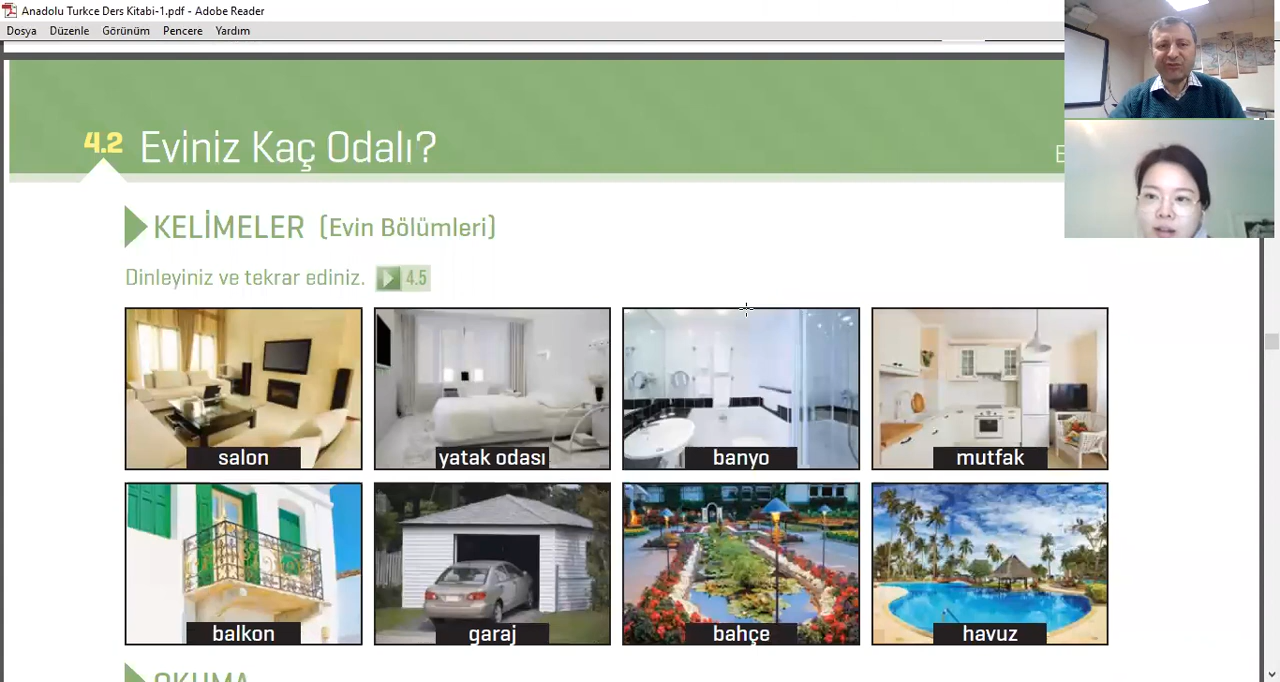 Anadolu Turkce Ders Kitabi-1.pdf - Adobe Reader
Dosya Düzenle Görünüm Pencere Yardım
4.2 Eviniz Kaç Odalı?
KELİMELER (Evin Bölümleri)
Dinleyiniz ve tekrar ediniz. 4.5
salon yatak odası banyo mutfak
balkon garaj bahçe havuz
OKUMA